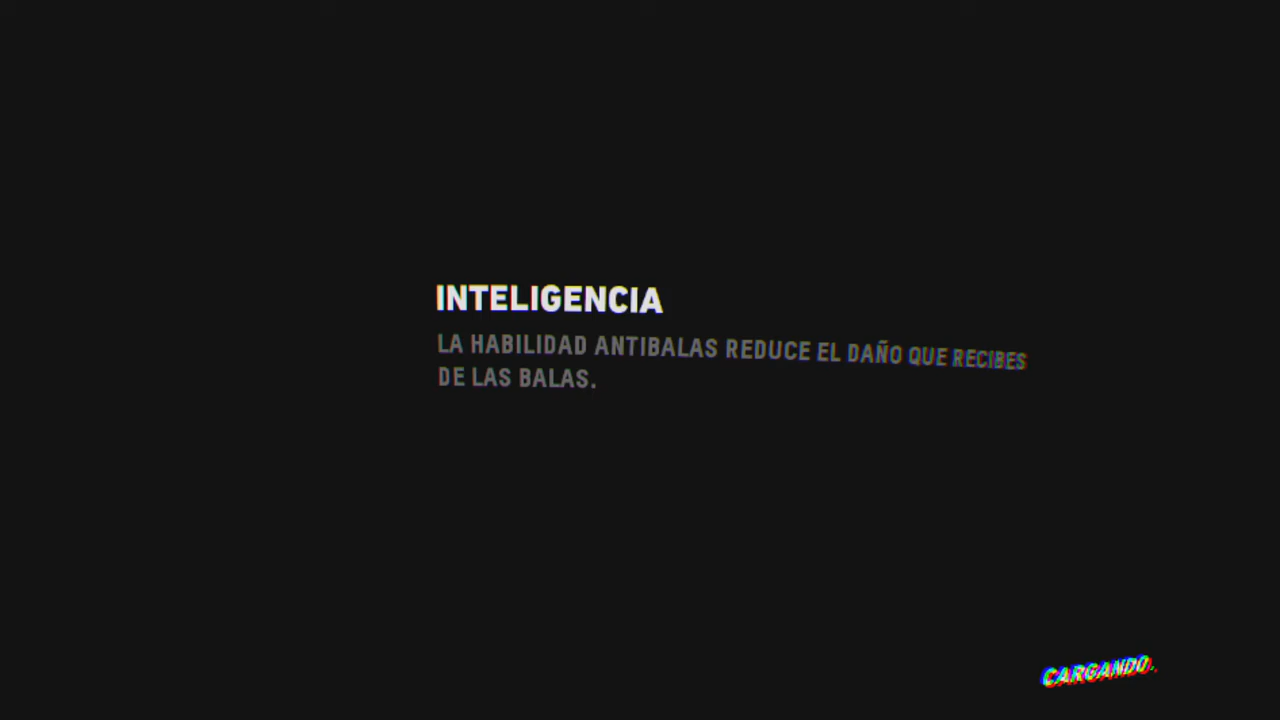 INTELIGENCIA
LA HABILIDAD ANTIBALAS REDUCE EL DAÑO QUE RECIBES
DE LAS BALAS.
CARGANDO.